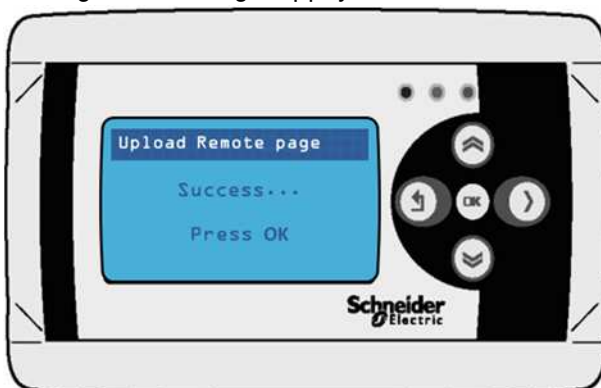 Upload Remote page
Success...
Press OK
OK
Schneider
Electric